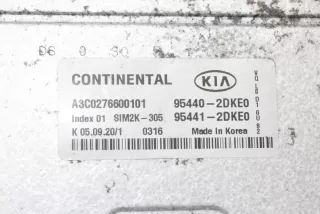 CONTINENTAL KIA
A3C0276600101 95440-2DKE0
Index 01 SIM2K-305 95441-2DKE0
K 05.09.20/1 0316 Made in Korea